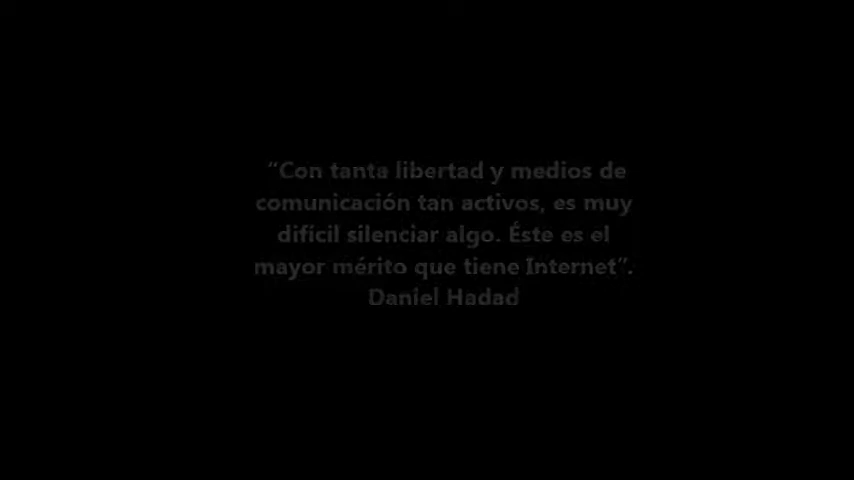 “Con tanta libertad y medios de
comunicación tan activos, es muy
difícil silenciar algo. Éste es el
mayor mérito que tiene Internet”.
Daniel Hadad